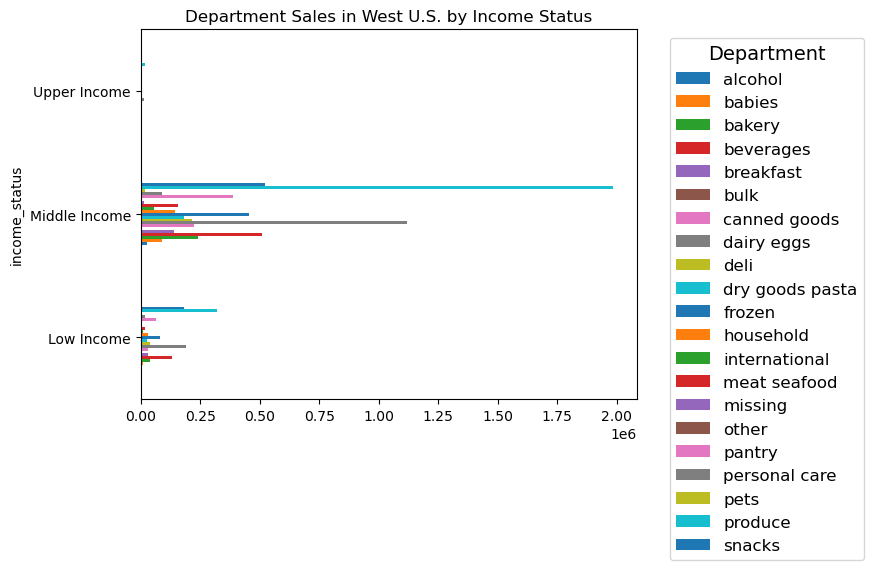 Department Sales in West U.S. by Income Status
income_status
Upper Income
Middle Income
Low Income
0.00 0.25 0.50 0.75 1.00 1.25 1.50 1.75 2.00
1e6
Department
alcohol
babies
bakery
beverages
breakfast
bulk
canned goods
dairy eggs
deli
dry goods pasta
frozen
household
international
meat seafood
missing
other
pantry
personal care
pets
produce
snacks